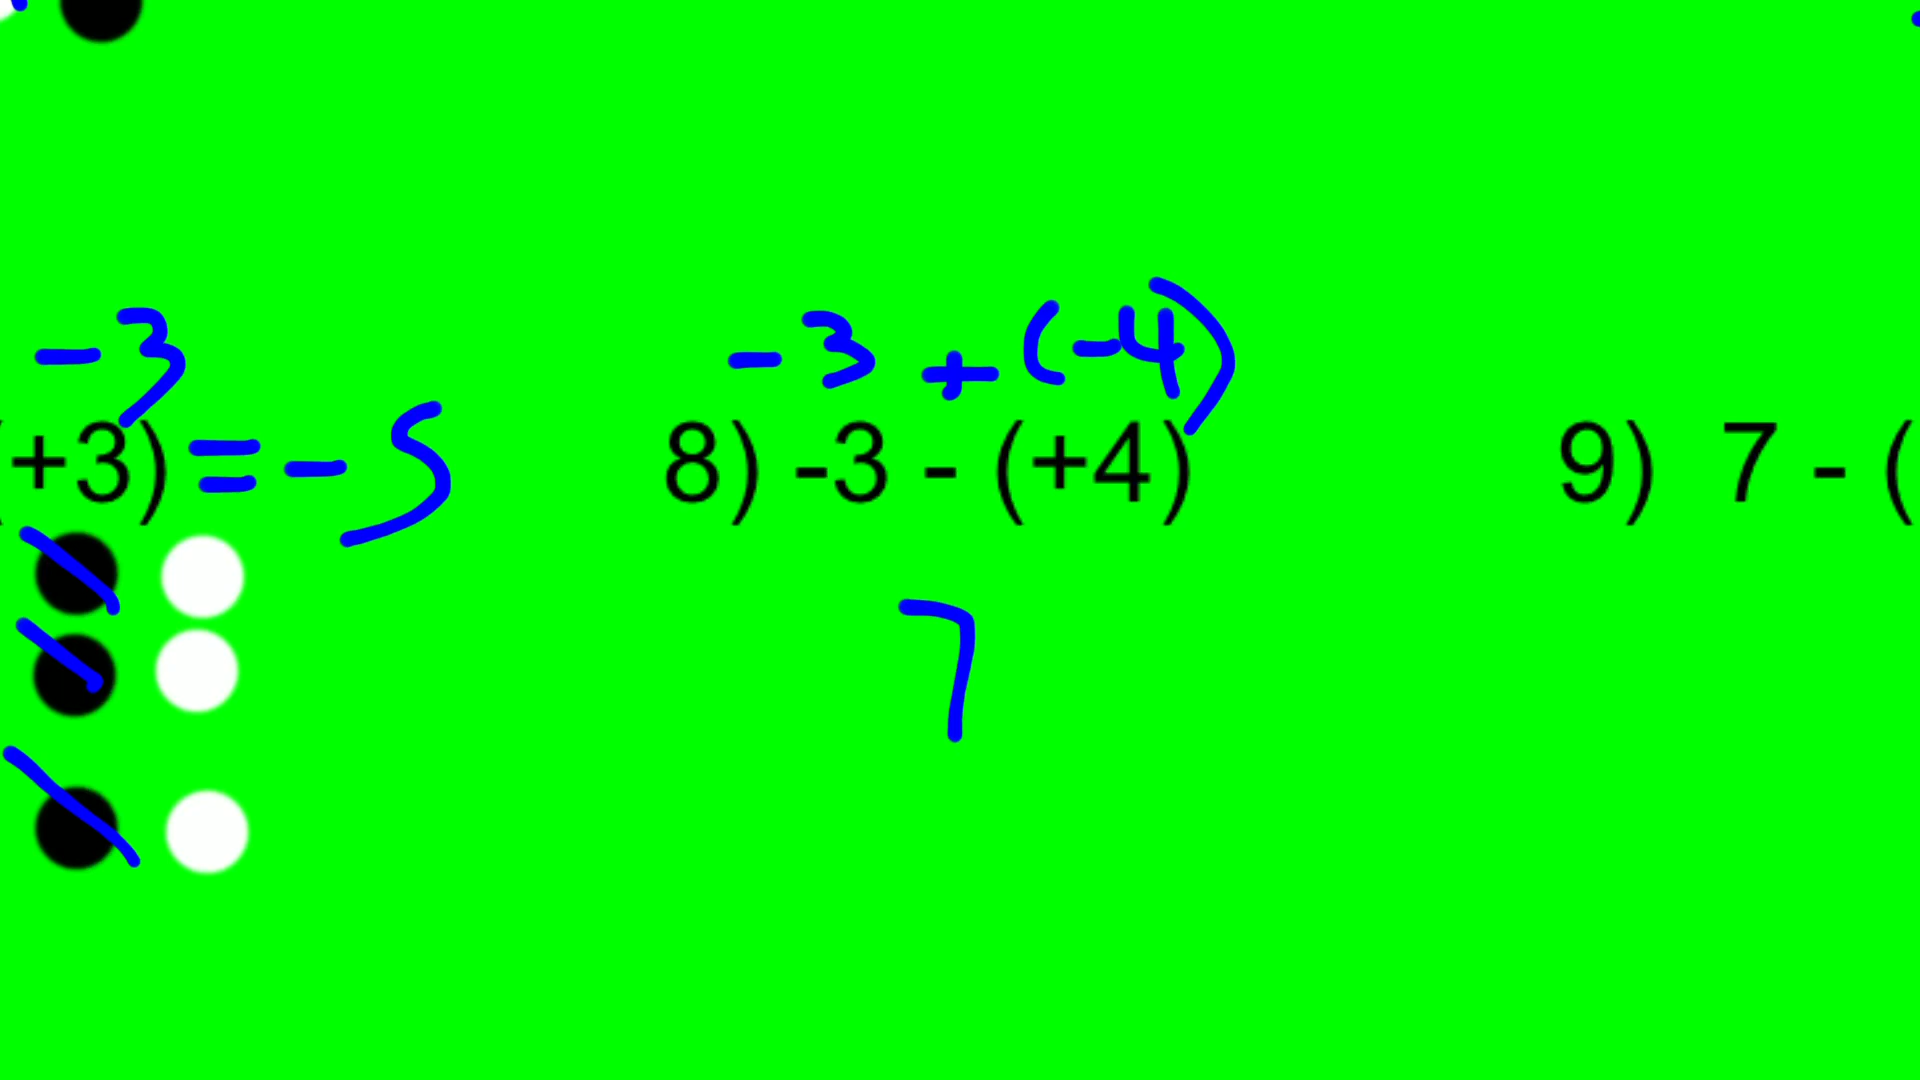 -3
-3 + (-4)
+3) = -5
8) -3 - (+4)
9) 7 - (
7